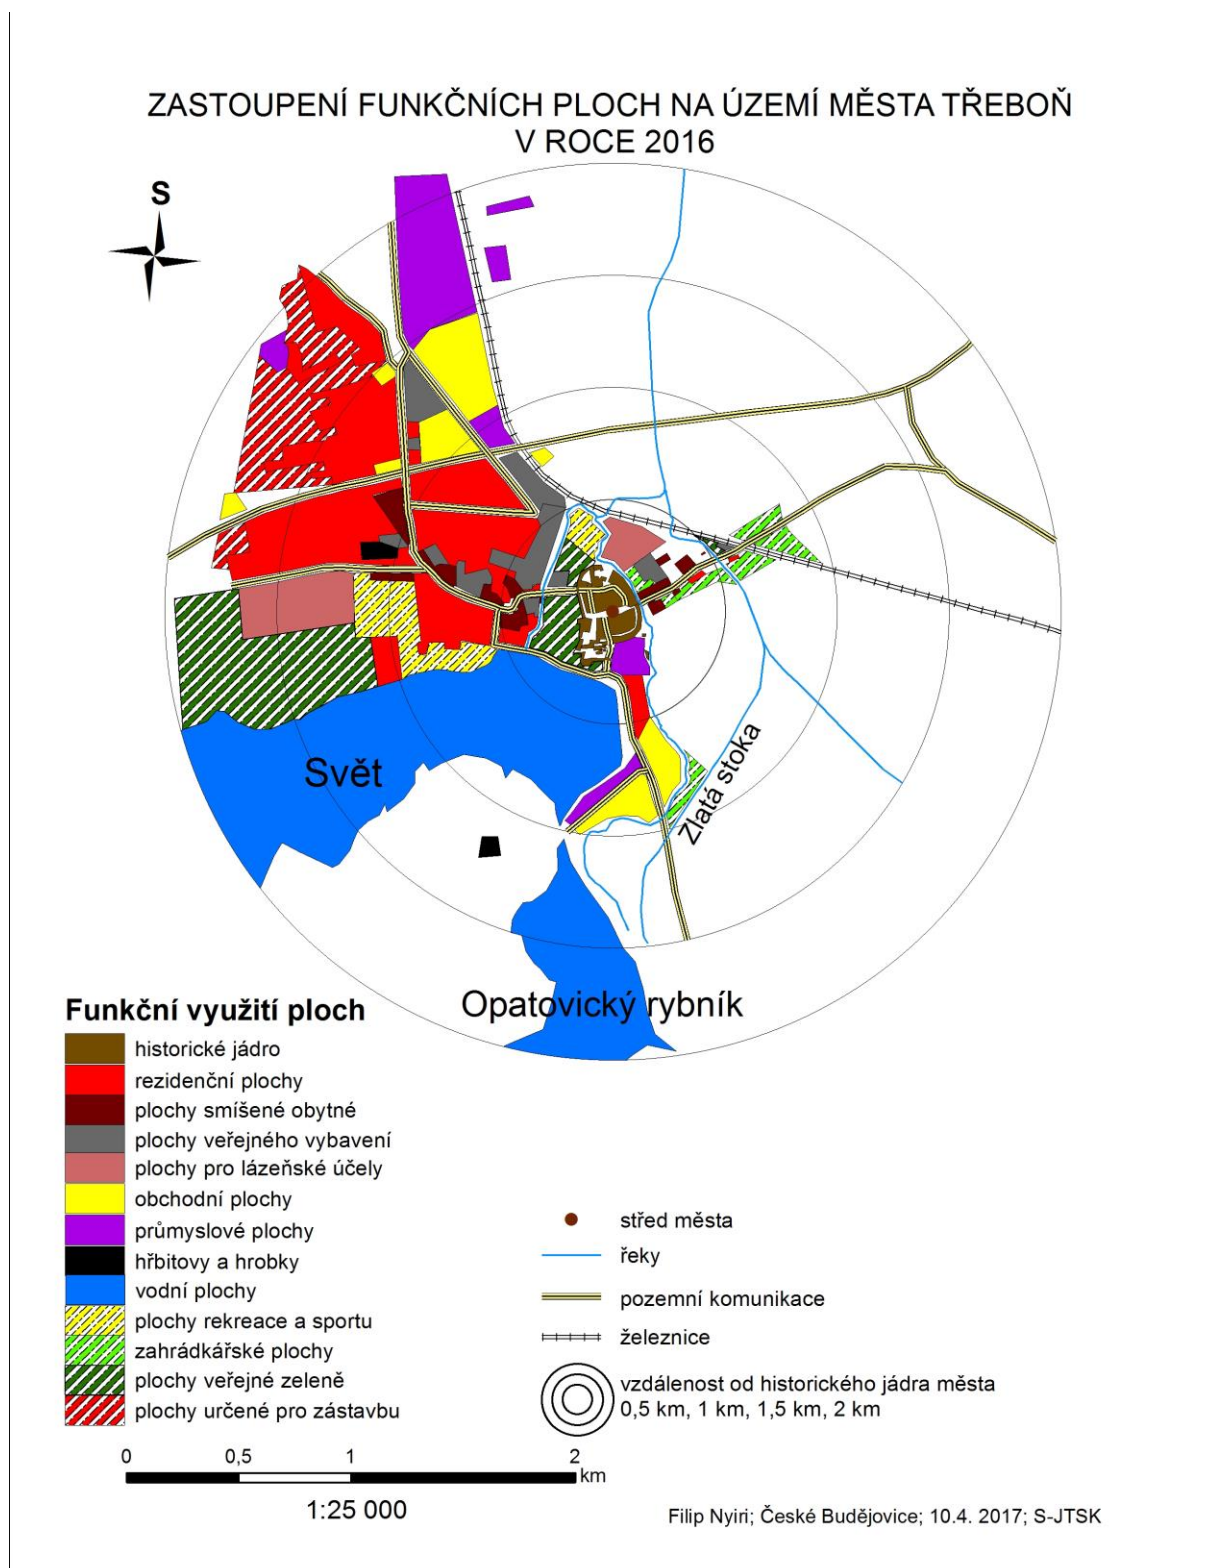 ZASTOUPENÍ FUNKČNÍCH PLOCH NA ÚZEMÍ MĚSTA TŘEBOŇ
V ROCE 2016
S
Svět
Zlatá stoka
Opatovický rybník
Funkční využití ploch
historické jádro
rezidenční plochy
plochy smíšené obytné
plochy veřejného vybavení
plochy pro lázeňské účely
obchodní plochy
průmyslové plochy
hřbitovy a hrobky
vodní plochy
plochy rekreace a sportu
zahrádkářské plochy
plochy veřejné zeleně
plochy určené pro zástavbu
střed města
řeky
pozemní komunikace
železnice
vzdálenost od historického jádra města
0,5 km, 1 km, 1,5 km, 2 km
0 0,5 1 2
km
1:25 000
Filip Nyiri; České Budějovice; 10.4. 2017; S-JTSK